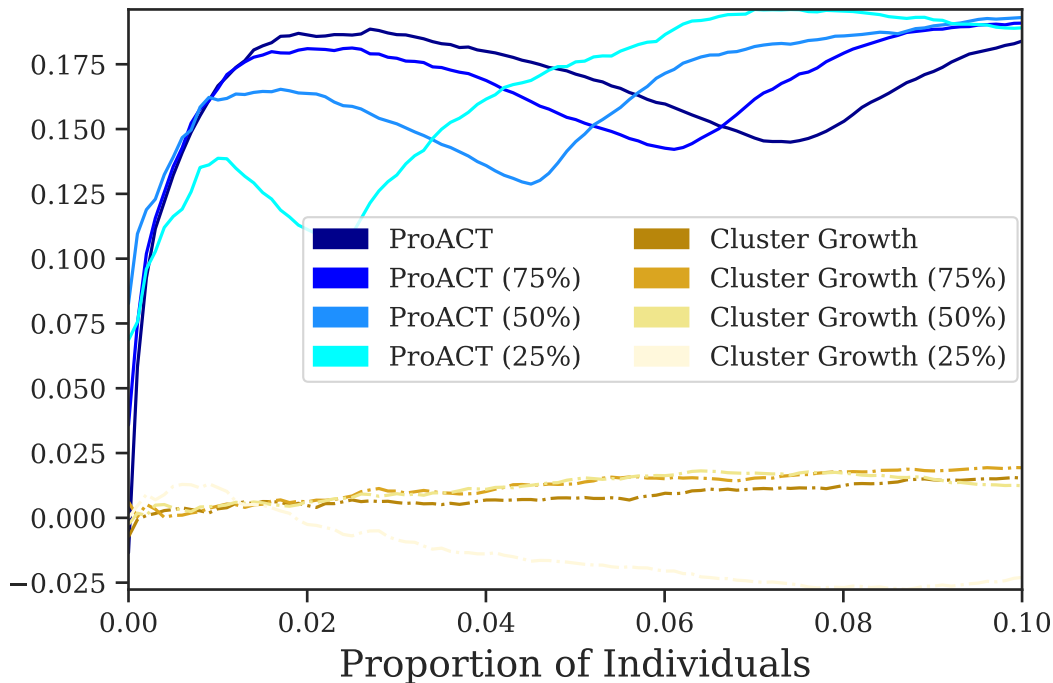 0.175
0.150
0.125
0.100
0.075
0.050
0.025
0.000
−0.025
ProACT
ProACT (75%)
ProACT (50%)
ProACT (25%)
Cluster Growth
Cluster Growth (75%)
Cluster Growth (50%)
Cluster Growth (25%)
0.00 0.02 0.04 0.06 0.08 0.10
Proportion of Individuals